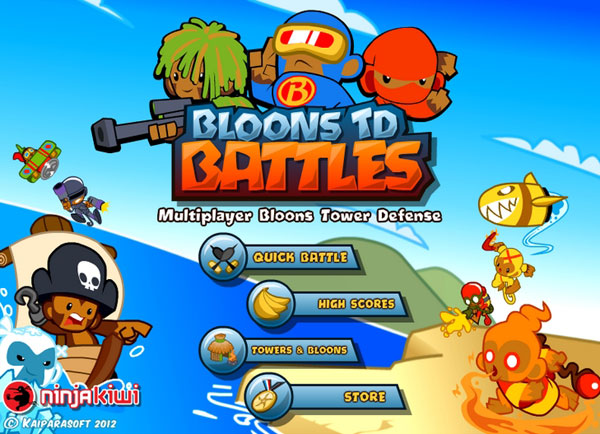 B
BLOONS TD
BATTLES
Multiplayer Bloons Tower Defense
QUICK BATTLE
HIGH SCORES
TOWERS & BLOONS
STORE
ninjakiwi
© KAIPARASOFT 2012